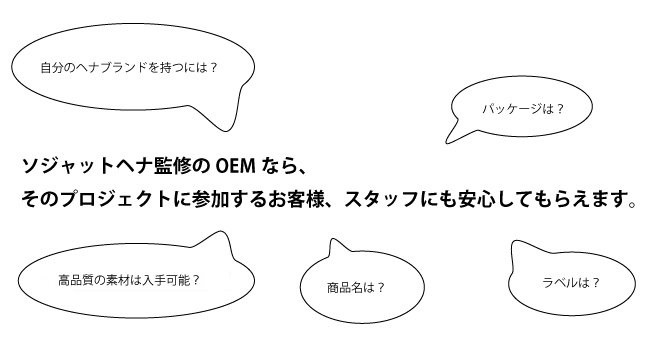 自分のヘナブランドを持つには？
パッケージは？
ソジャットヘナ監修の OEM なら、
そのプロジェクトに参加するお客様、スタッフにも安心してもらえます。
高品質の素材は入手可能？
商品名は？
ラベルは？